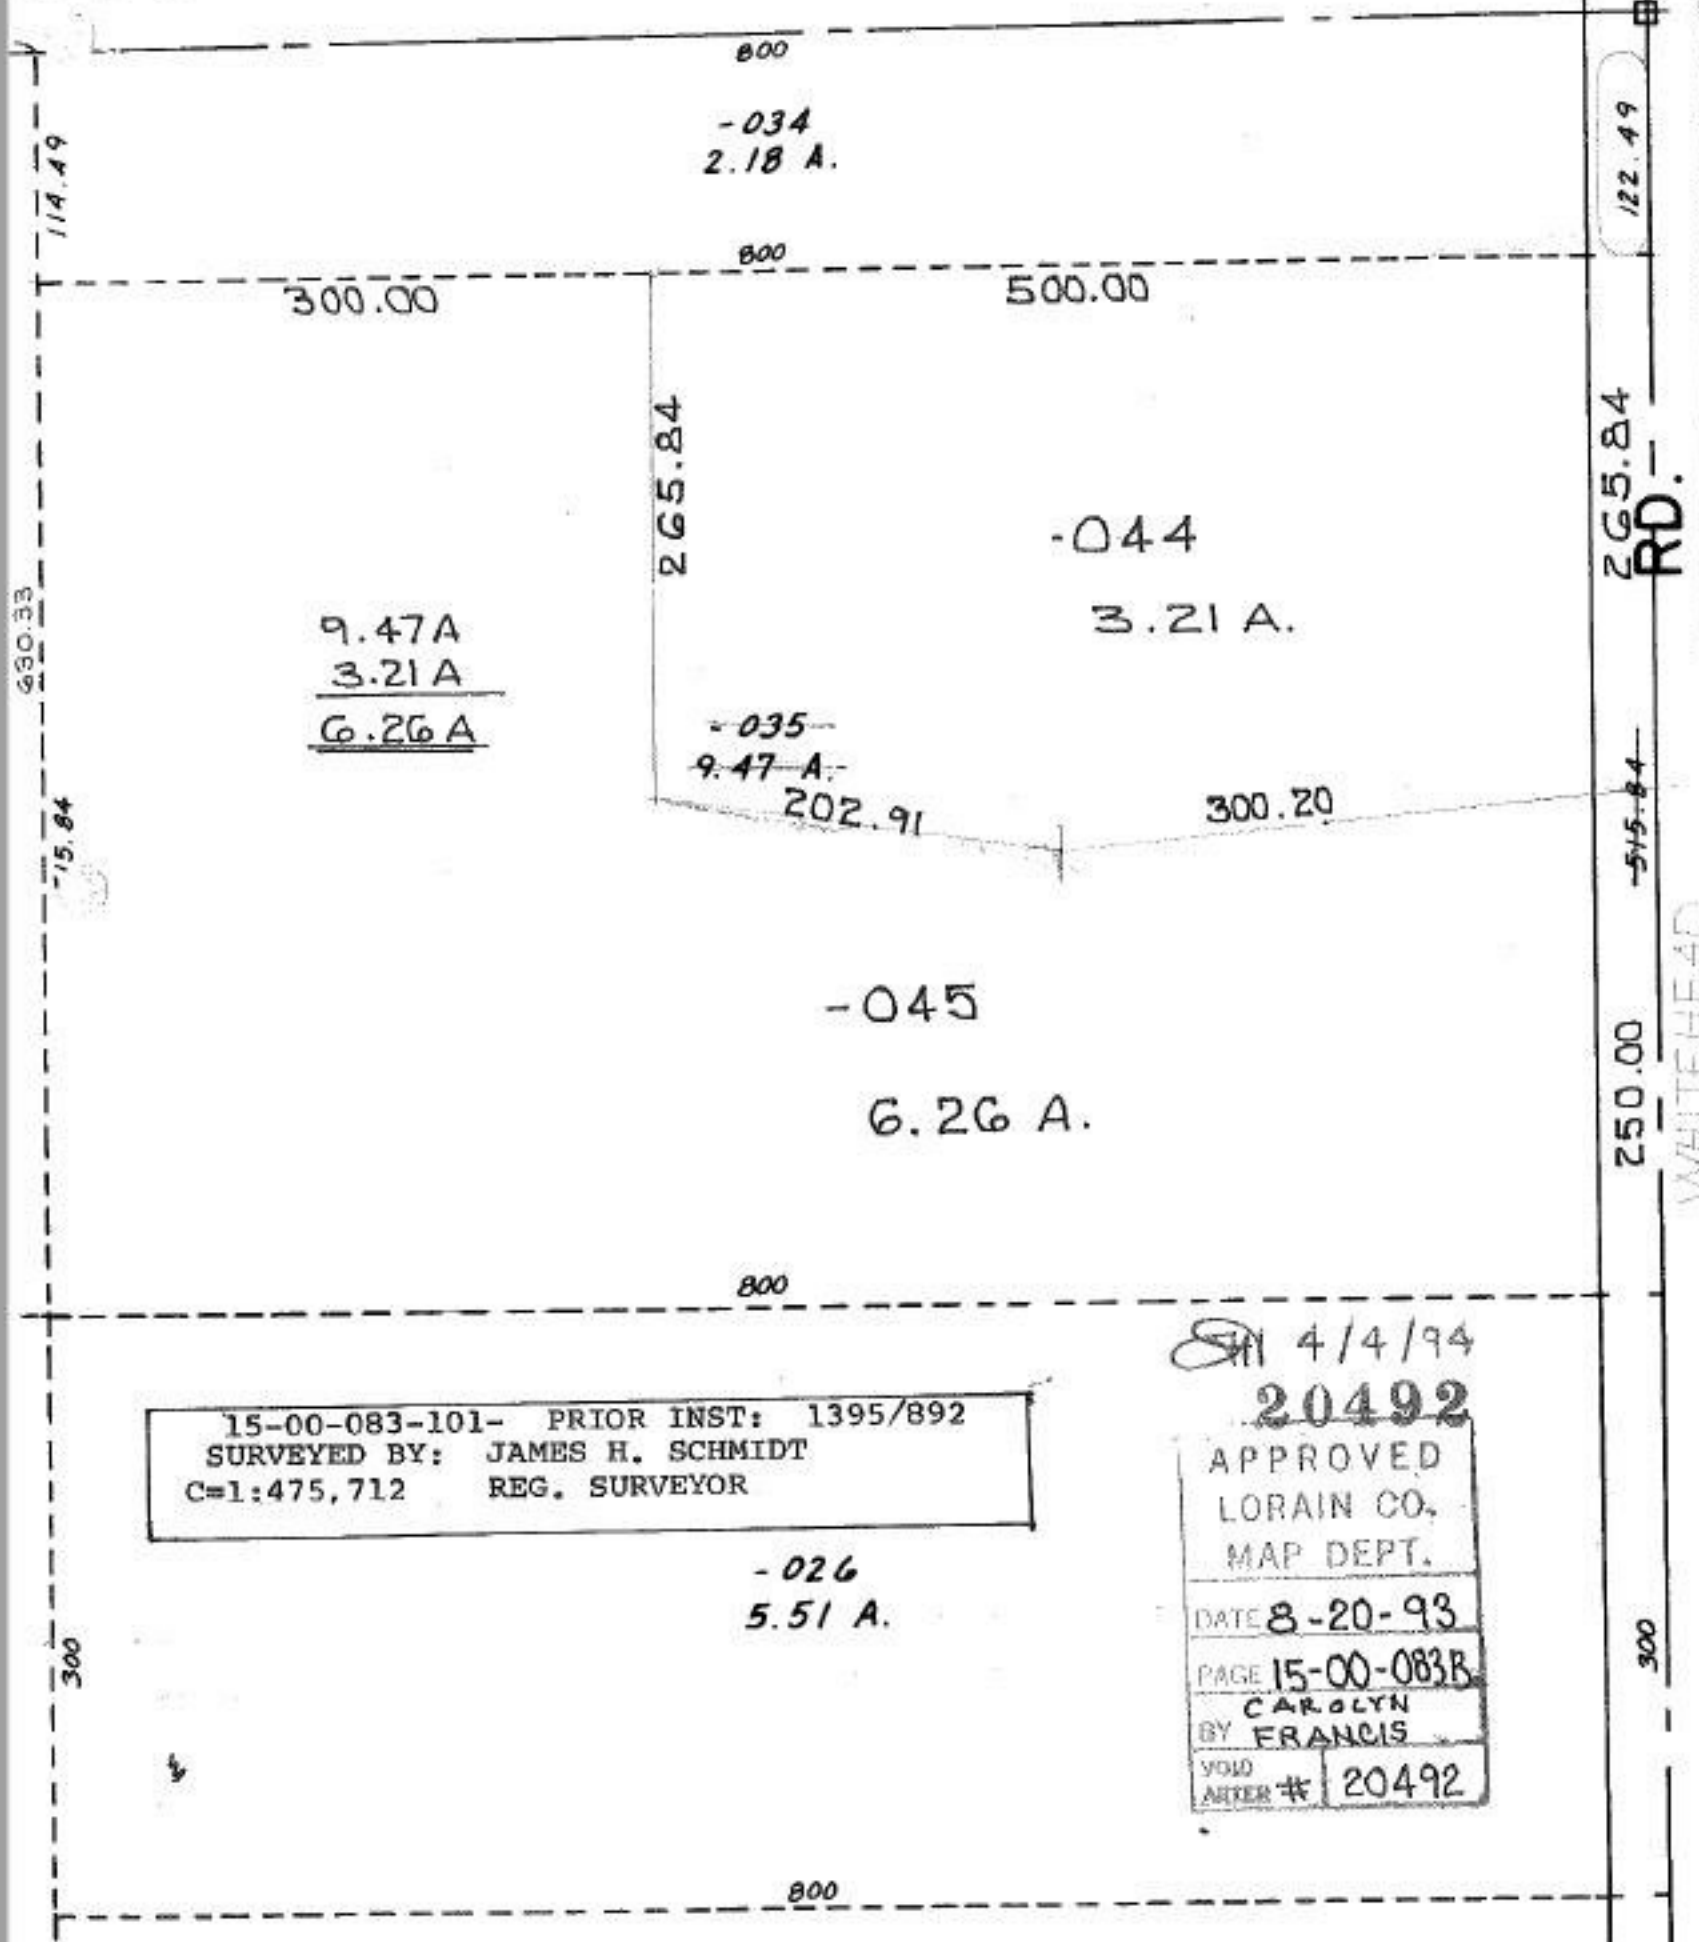 800
-034
2.18 A.
114.49
122.49
800
300.00
500.00
265.84
265.84
RD.
-044
3.21 A.
630.33
9.47A
3.21 A
6.26 A
-035
9.47 A.
202.91
300.20
515.84
15.84
-045
6.26 A.
250.00
WHITEHEAD
800
4/4/94
20492
15-00-083-101- PRIOR INST: 1395/892
SURVEYED BY: JAMES H. SCHMIDT
C=1:475,712 REG. SURVEYOR
APPROVED
LORAIN CO.
MAP DEPT.
DATE 8-20-93
PAGE 15-00-083B
BY CAROLYN
FRANCIS
VOID
AFTER # 20492
-026
5.51 A.
300
300
800